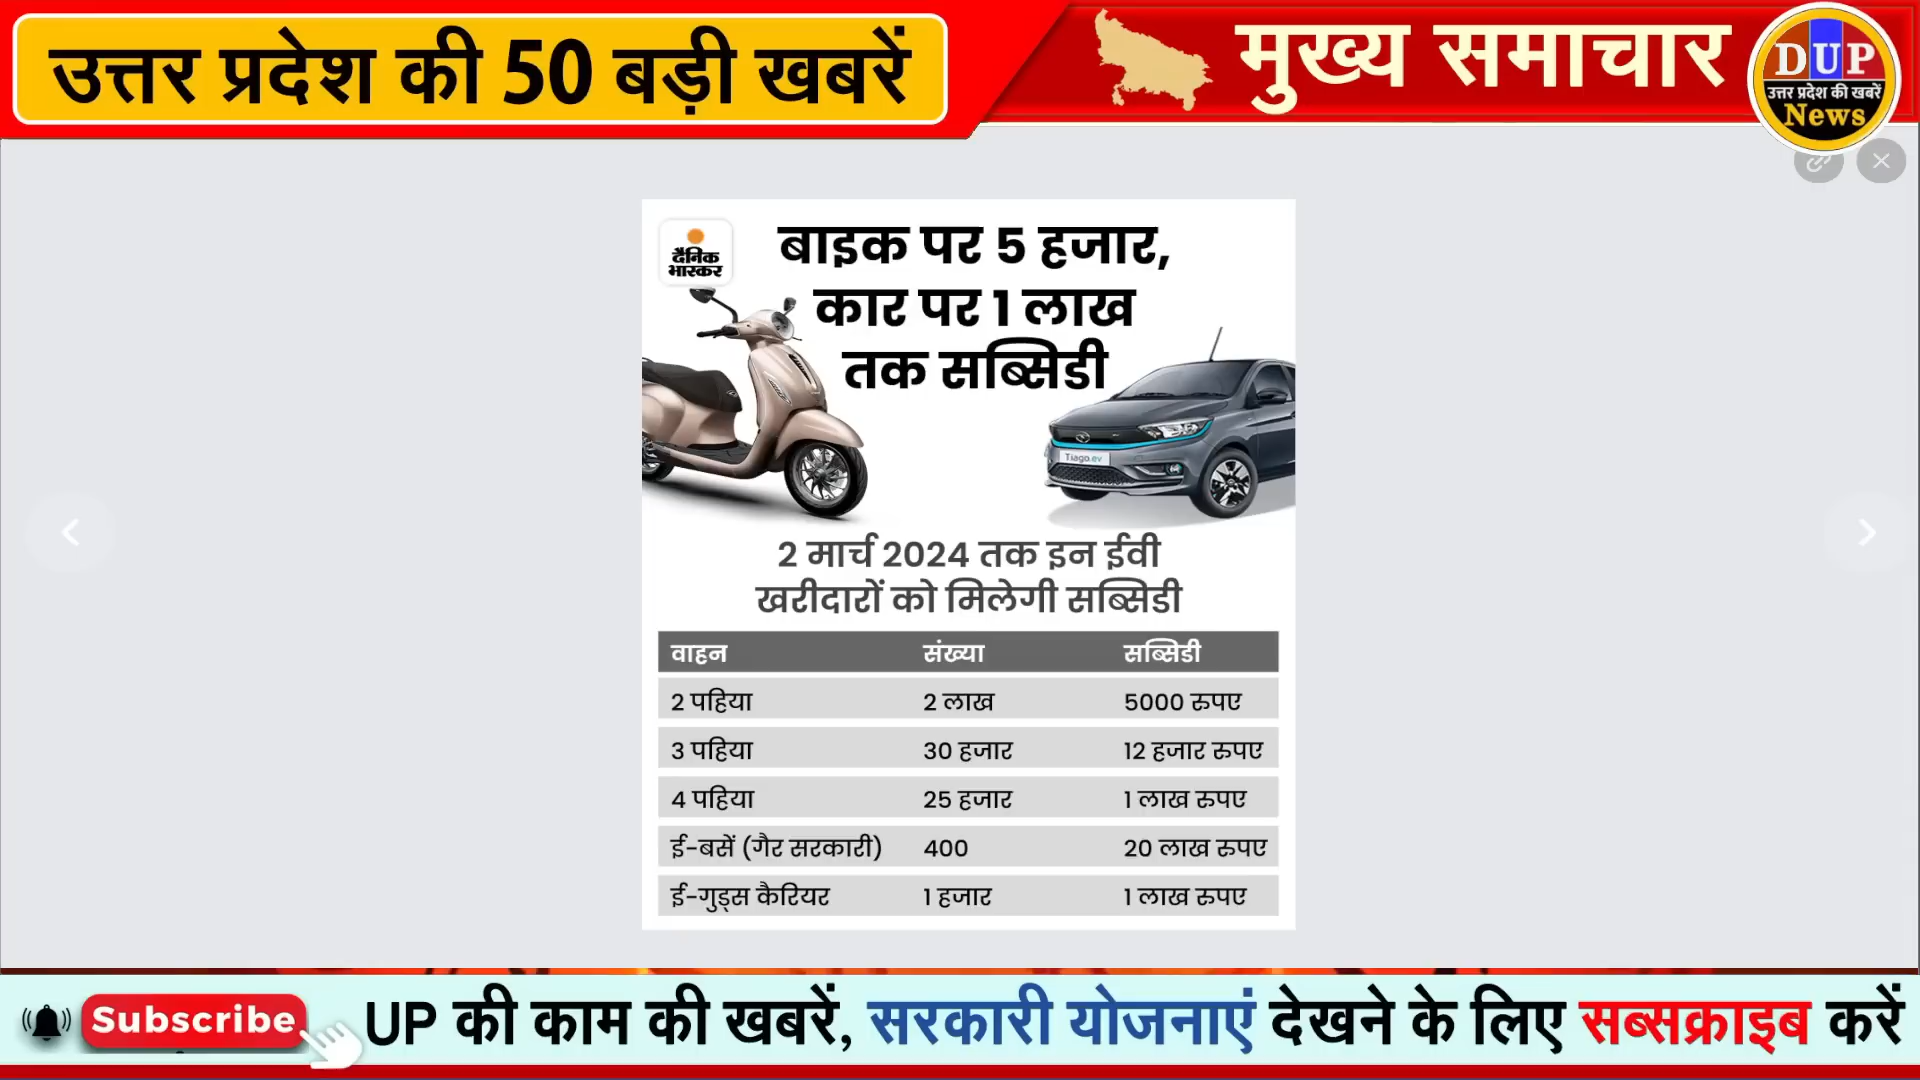 उत्तर प्रदेश की 50 बड़ी खबरें
मुख्य समाचार
DUP
उत्तर प्रदेश की खबरें
News
दैनिक
भास्कर
बाइक पर 5 हजार,
कार पर 1 लाख
तक सब्सिडी
Tiago.ev
2 मार्च 2024 तक इन ईवी
खरीदारों को मिलेगी सब्सिडी
वाहन संख्या सब्सिडी
2 पहिया 2 लाख 5000 रुपए
3 पहिया 30 हजार 12 हजार रुपए
4 पहिया 25 हजार 1 लाख रुपए
ई-बसें (गैर सरकारी) 400 20 लाख रुपए
ई-गुड्स कैरियर 1 हजार 1 लाख रुपए
Subscribe UP की काम की खबरें, सरकारी योजनाएं देखने के लिए सब्सक्राइब करें